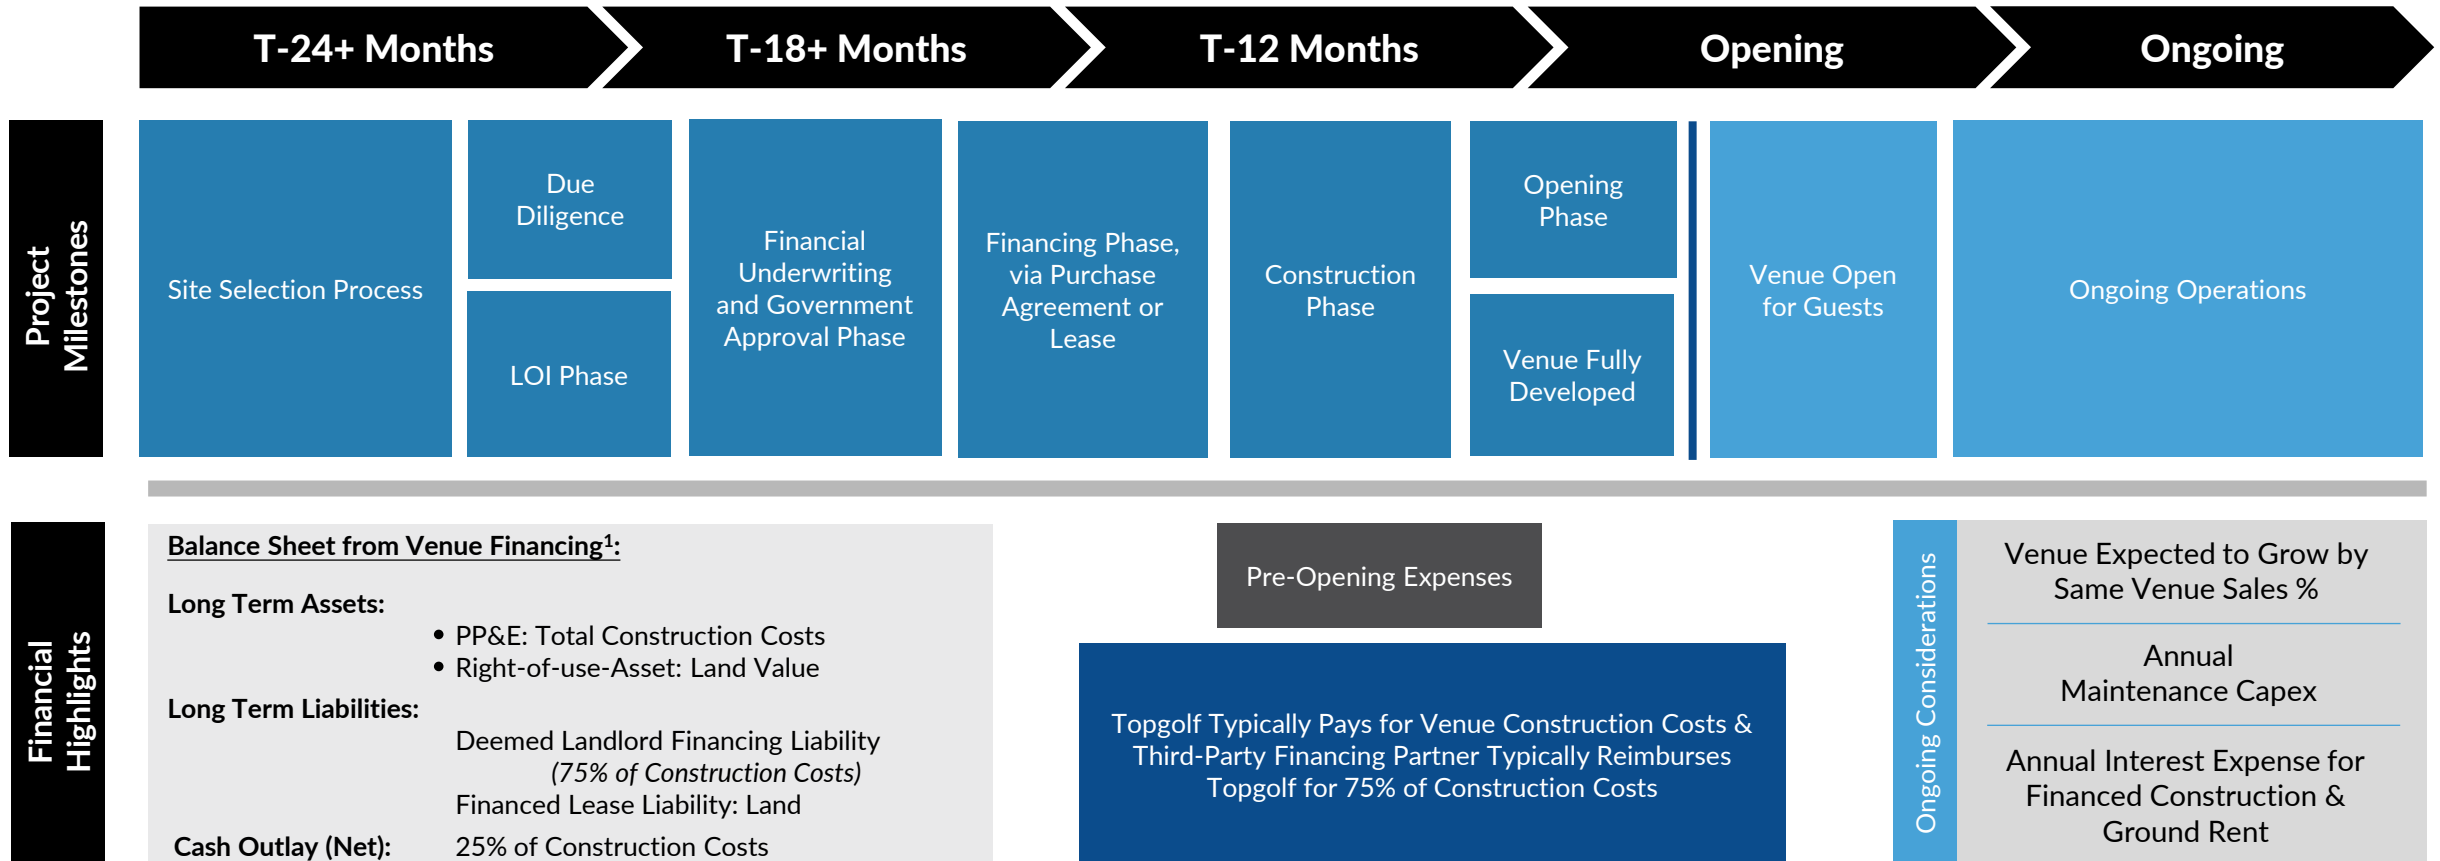 T-24+ Months
T-18+ Months
T-12 Months
Opening
Ongoing
Project
Milestones
Site Selection Process
Due
Diligence
LOI Phase
Financial
Underwriting
and Government
Approval Phase
Financing Phase,
via Purchase
Agreement or
Lease
Construction
Phase
Opening
Phase
Venue Fully
Developed
Venue Open
for Guests
Ongoing Operations
Financial
Highlights
Balance Sheet from Venue Financing¹:
Long Term Assets:
• PP&E: Total Construction Costs
• Right-of-use-Asset: Land Value
Long Term Liabilities:
Deemed Landlord Financing Liability
(75% of Construction Costs)
Financed Lease Liability: Land
Cash Outlay (Net): 25% of Construction Costs
Pre-Opening Expenses
Topgolf Typically Pays for Venue Construction Costs &
Third-Party Financing Partner Typically Reimburses
Topgolf for 75% of Construction Costs
Ongoing Considerations
Venue Expected to Grow by
Same Venue Sales %
Annual
Maintenance Capex
Annual Interest Expense for
Financed Construction &
Ground Rent